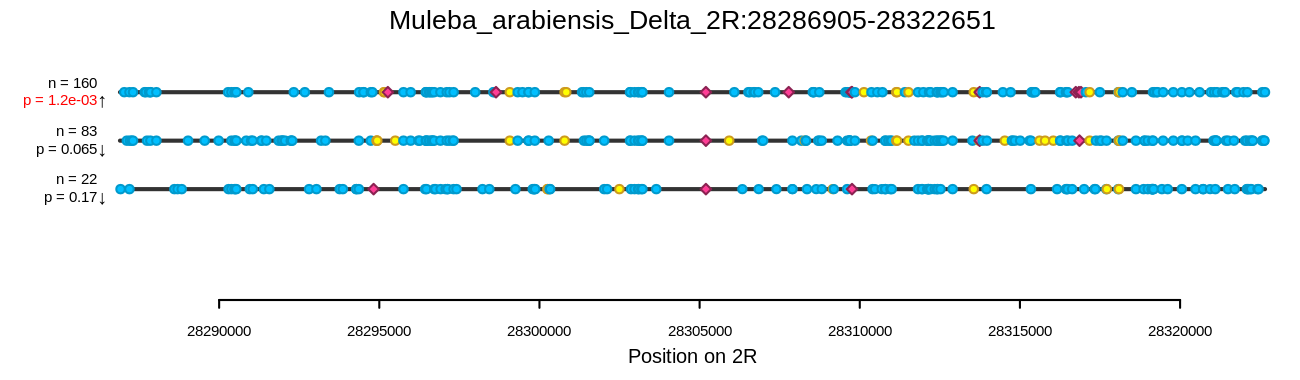 Muleba_arabiensis_Delta_2R:28286905-28322651
n = 160
p = 1.2e-03↑
n = 83
p = 0.065↓
n = 22
p = 0.17↓
28290000 28295000 28300000 28305000 28310000 28315000 28320000
Position on 2R